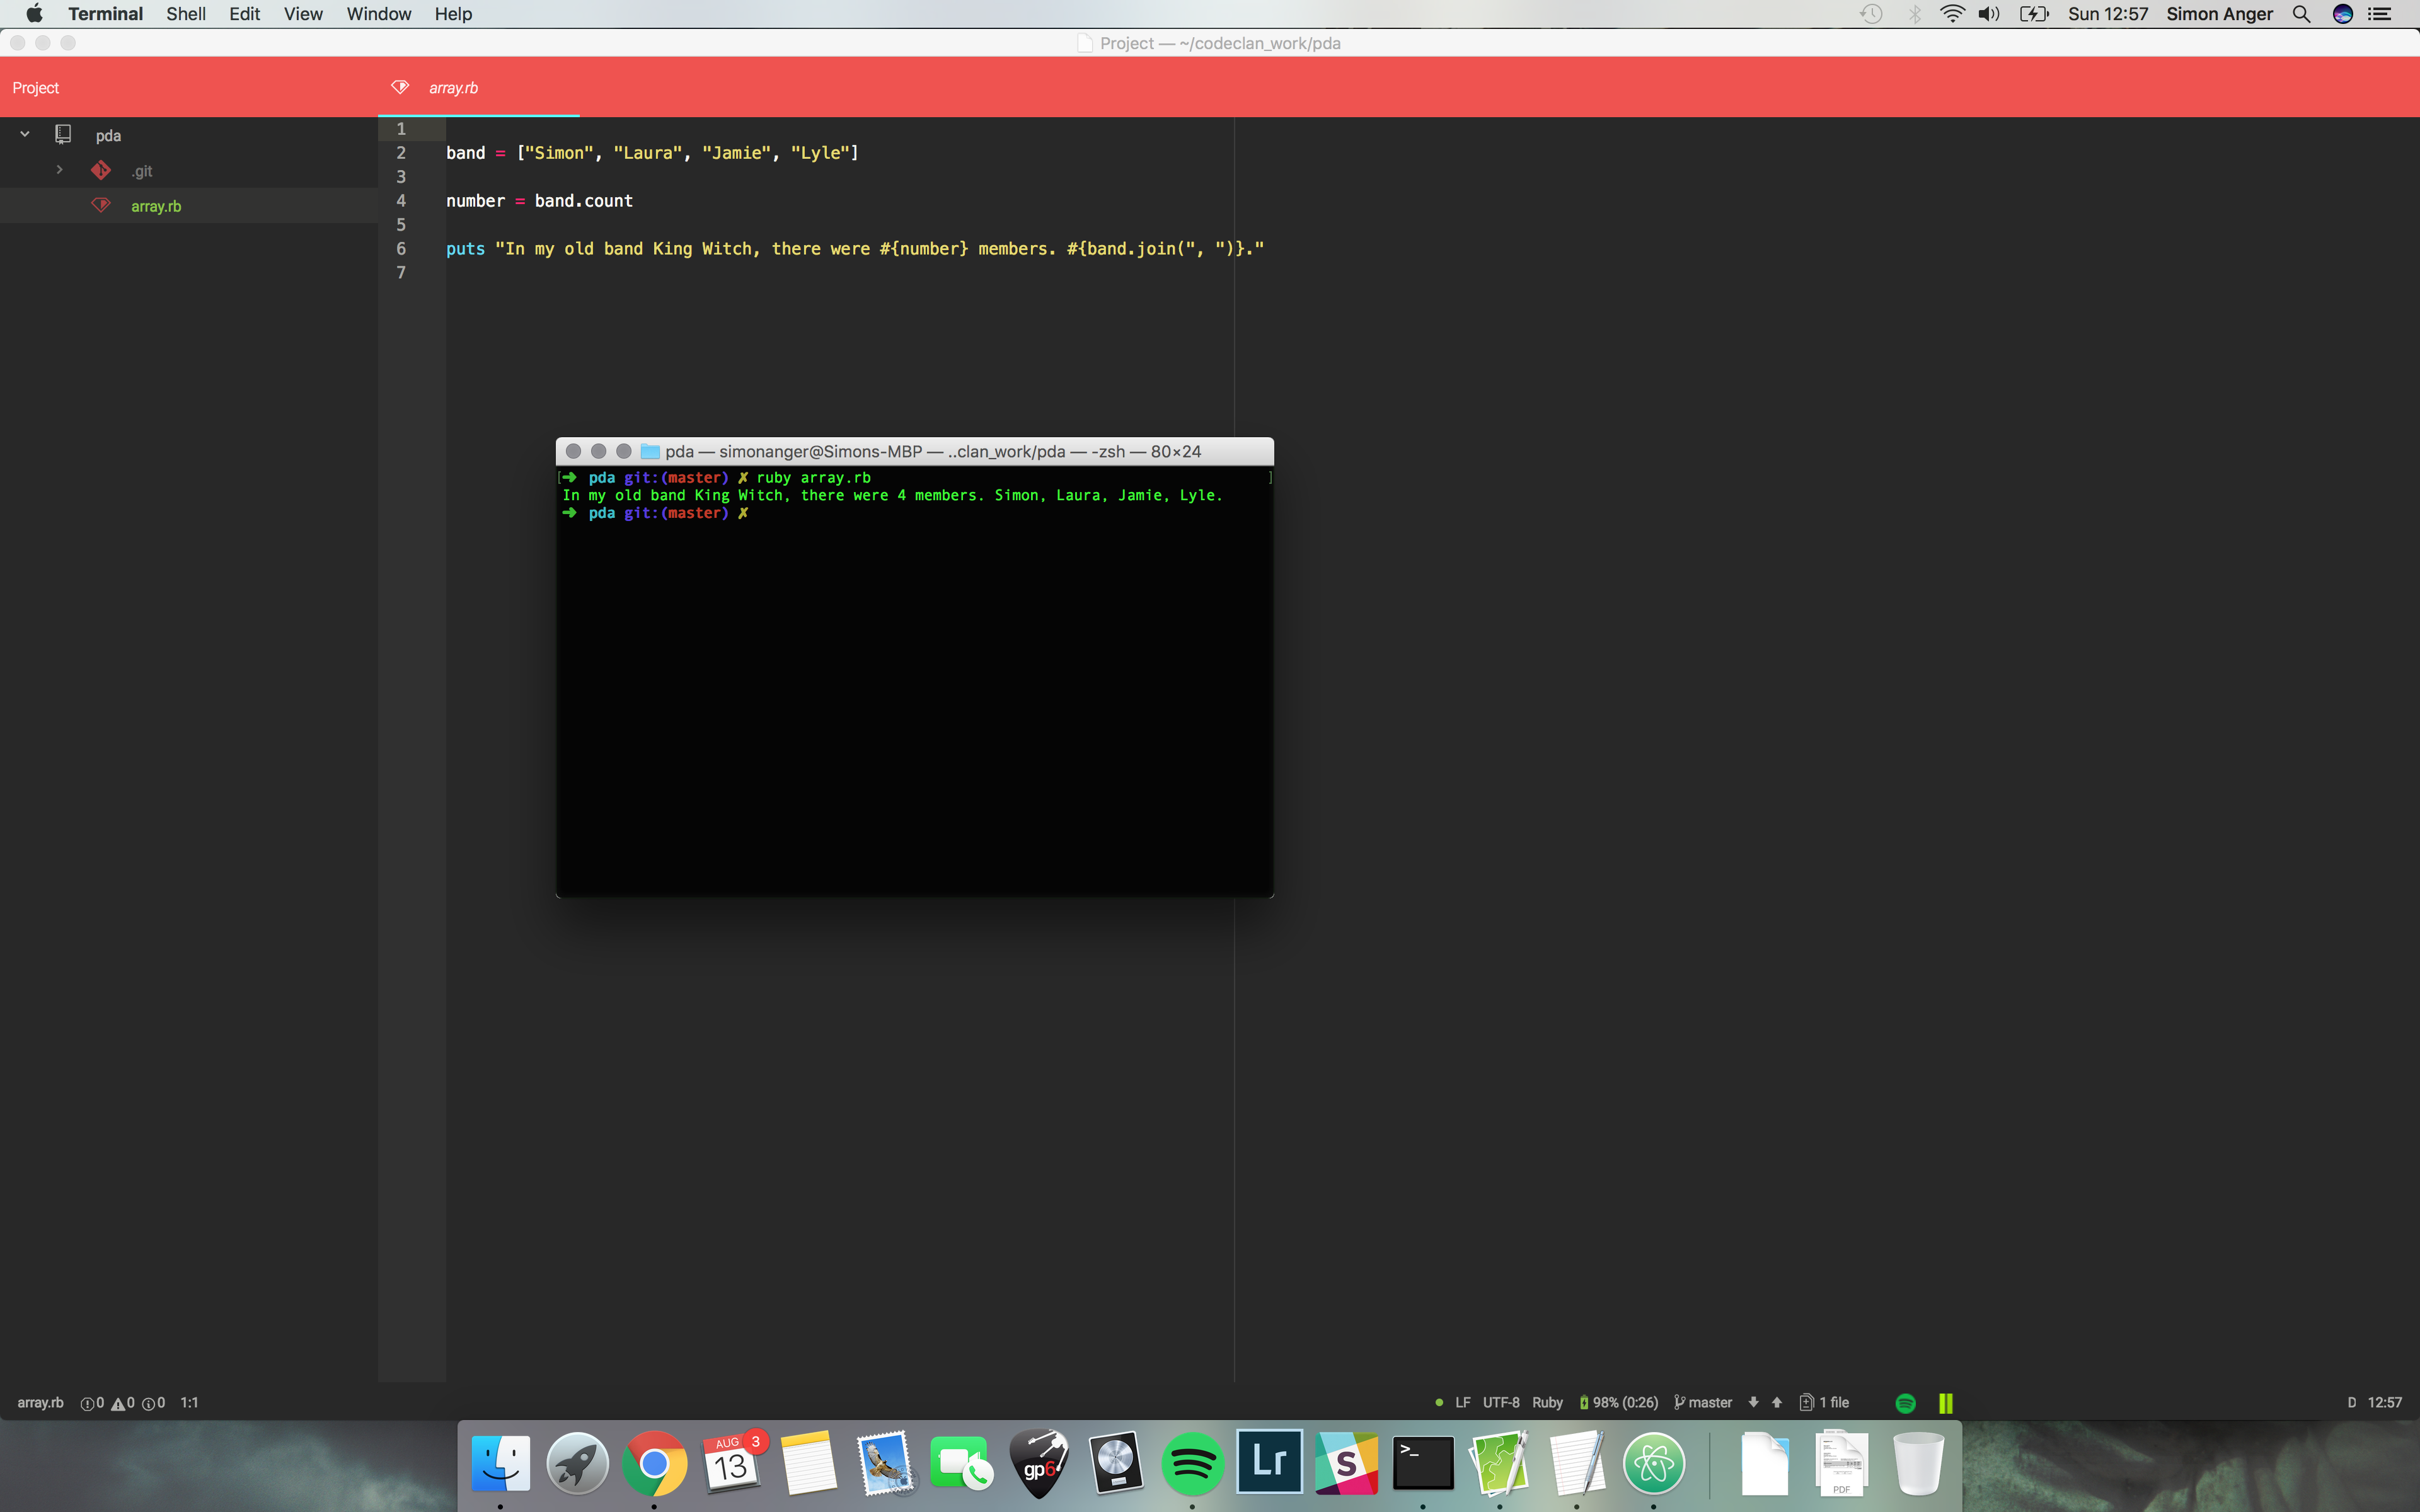 Terminal Shell Edit View Window Help Sun 12:57 Simon Anger
Project — ~/codeclan_work/pda
Project array.rb
pda
.git
array.rb
1
2 band = ["Simon", "Laura", "Jamie", "Lyle"]
3
4 number = band.count
5
6 puts "In my old band King Witch, there were #{number} members. #{band.join(", ")}."
7
pda — simonanger@Simons-MBP — ..clan_work/pda — -zsh — 80×24
[➜ pda git:(master) ✗ ruby array.rb ]
In my old band King Witch, there were 4 members. Simon, Laura, Jamie, Lyle.
➜ pda git:(master) ✗
array.rb 0 0 0 1:1 LF UTF-8 Ruby 98% (0:26) master 1 file D 12:57
AUG 3
13
gp6
Lr
S
>_
PDF